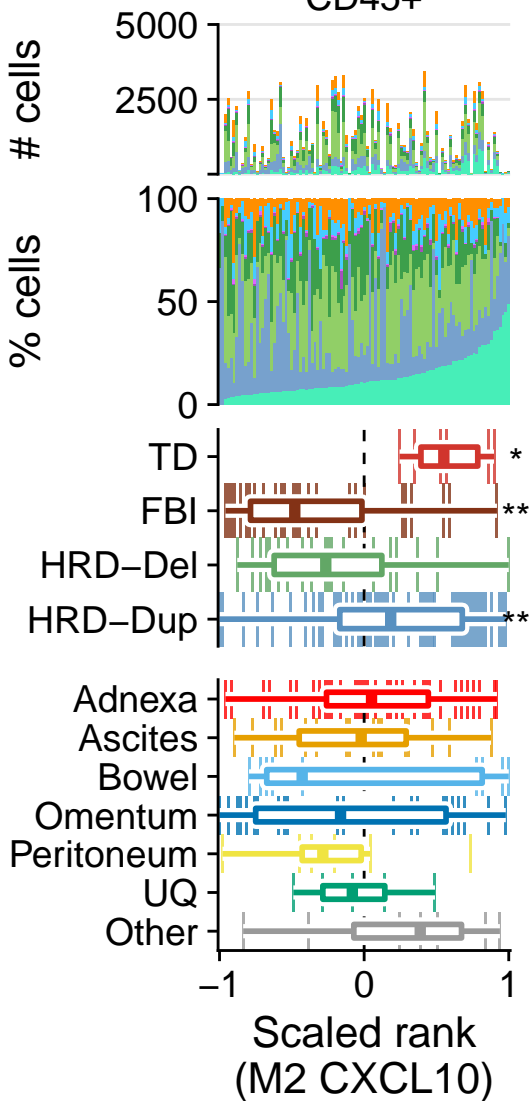 CD45+
5000
2500
# cells
100
50
0
% cells
TD
*
FBI
**
HRD−Del
HRD−Dup
**
Adnexa
Ascites
Bowel
Omentum
Peritoneum
UQ
Other
−1 0 1
Scaled rank
(M2 CXCL10)